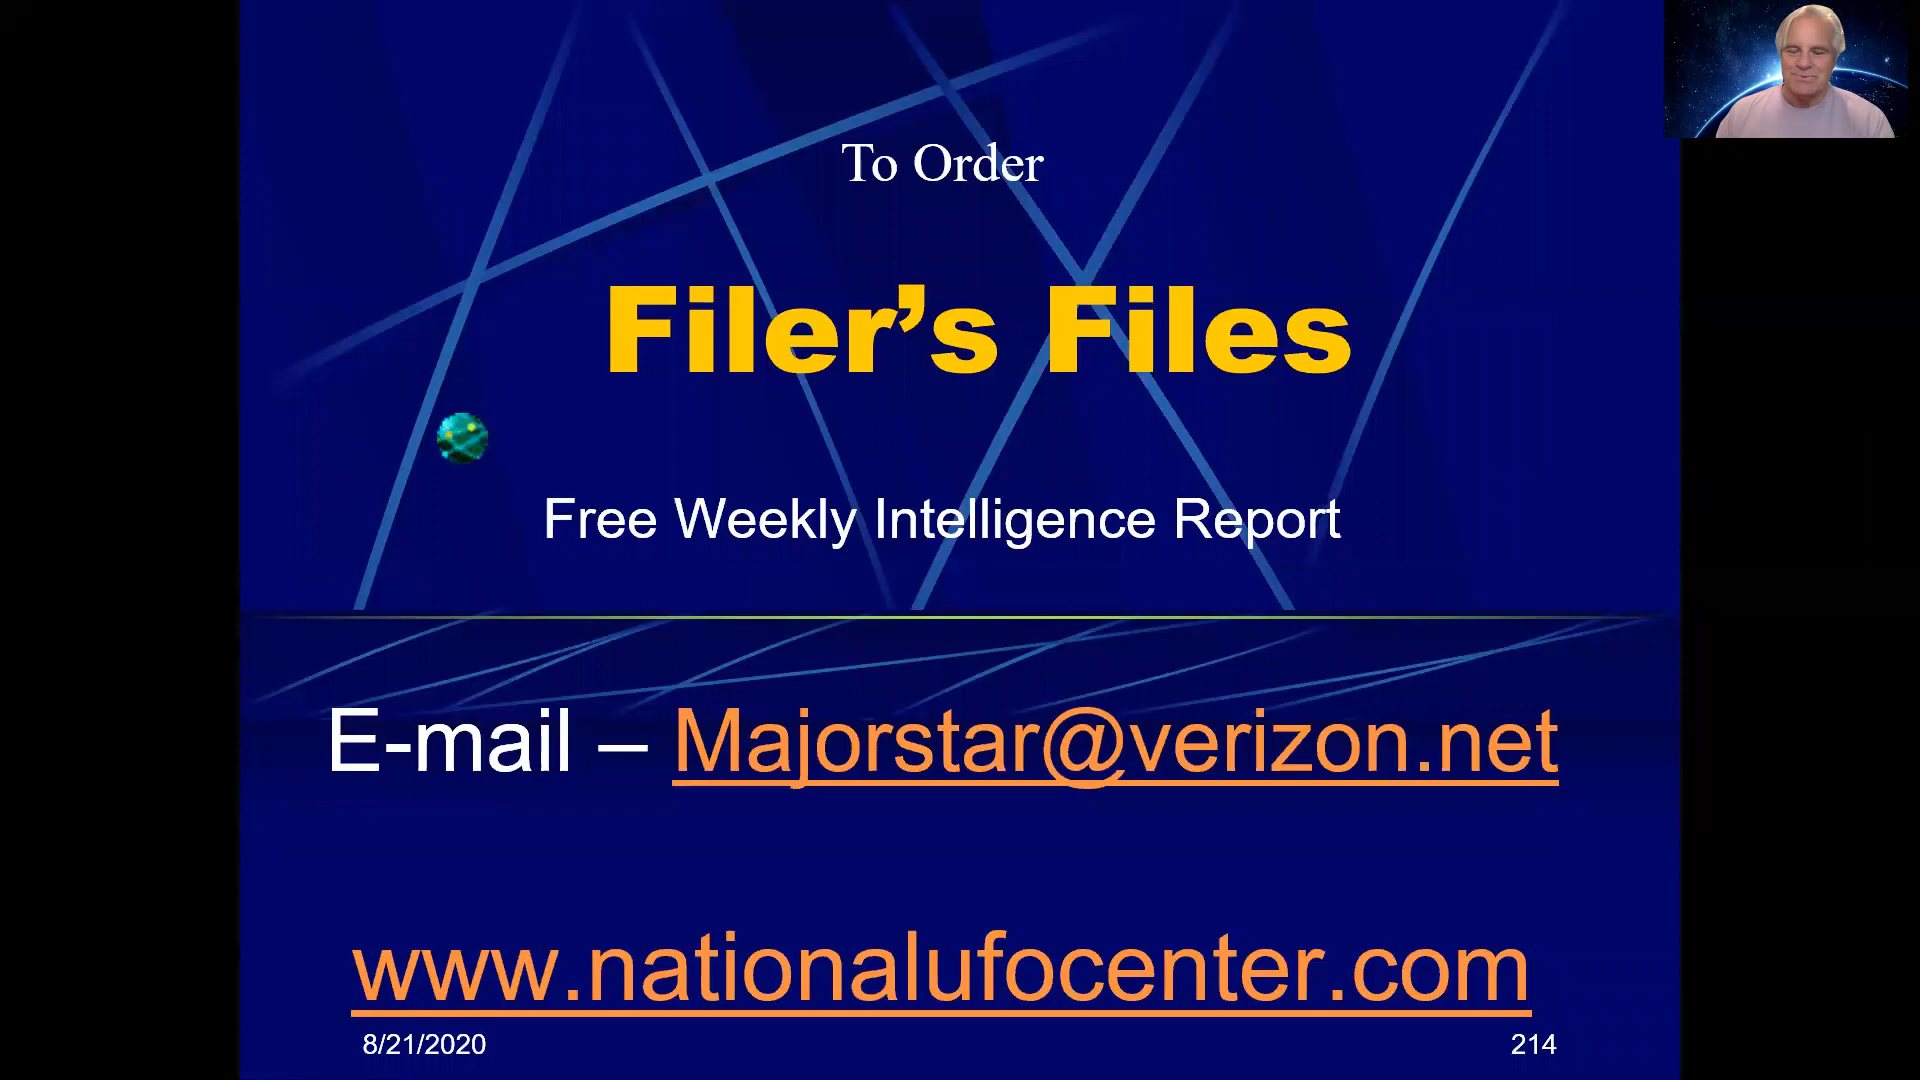 To Order
Filer’s Files
Free Weekly Intelligence Report
E-mail – Majorstar@verizon.net
www.nationalufocenter.com
8/21/2020
214